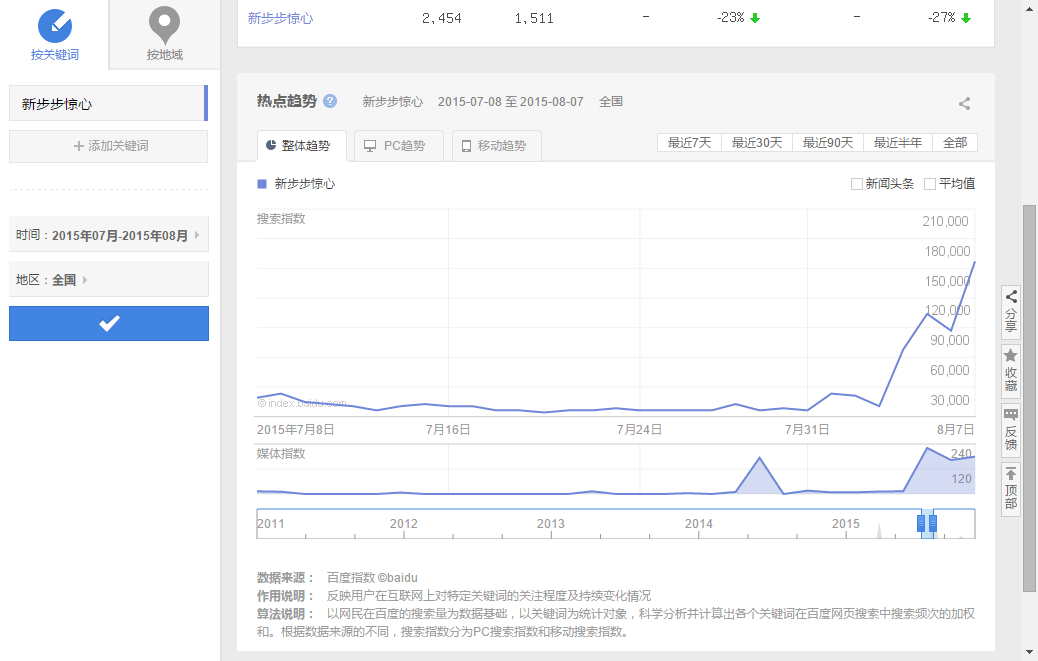 新步步惊心 2,454 1,511 – -23% – -27%
按关键词 按地域
热点趋势 ? 新步步惊心 2015-07-08 至 2015-08-07 全国
新步步惊心
+ 添加关键词
整体趋势 PC趋势 移动趋势 最近7天 最近30天 最近90天 最近半年 全部
新步步惊心 新闻头条 平均值
搜索指数
210,000
时间：2015年07月-2015年08月
180,000
地区：全国
150,000
120,000
90,000
60,000
30,000
©index.baidu.com
2015年7月8日 7月16日 7月24日 7月31日 8月7日
媒体指数
240
120
2011 2012 2013 2014 2015
数据来源： 百度指数 ©baidu
作用说明： 反映用户在互联网上对特定关键词的关注程度及持续变化情况
算法说明： 以网民在百度的搜索量为数据基础，以关键词为统计对象，科学分析并计算出各个关键词在百度网页搜索中搜索频次的加权
和。根据数据来源的不同，搜索指数分为PC搜索指数和移动搜索指数。
分享
收藏
反馈
顶部